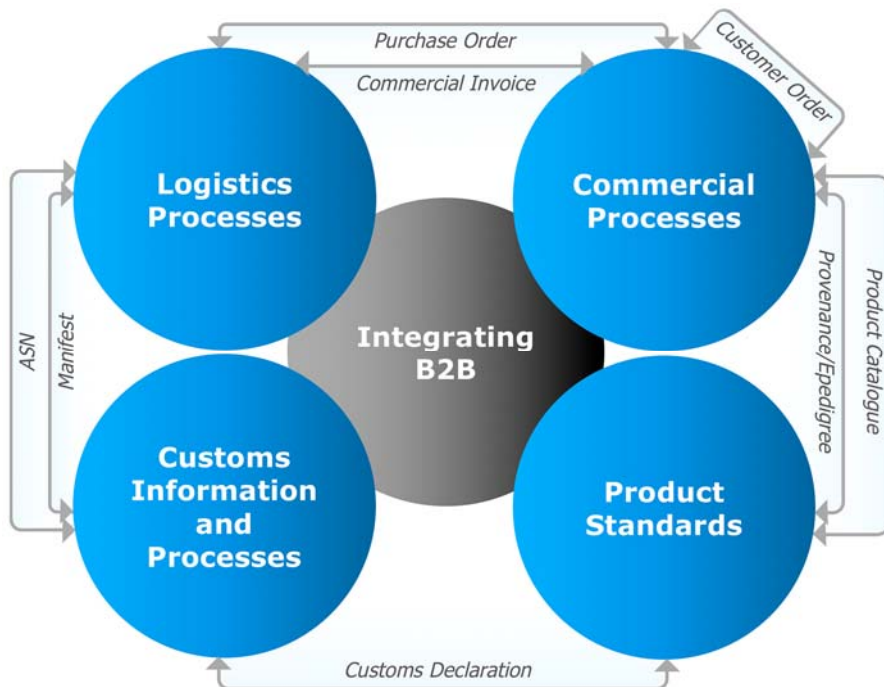 Purchase Order
Commercial Invoice
Customer Order
Logistics
Processes
Commercial
Processes
ASN
Manifest
Integrating
B2B
Provenance/Epedigree
Product Catalogue
Customs
Information
and
Processes
Product
Standards
Customs Declaration